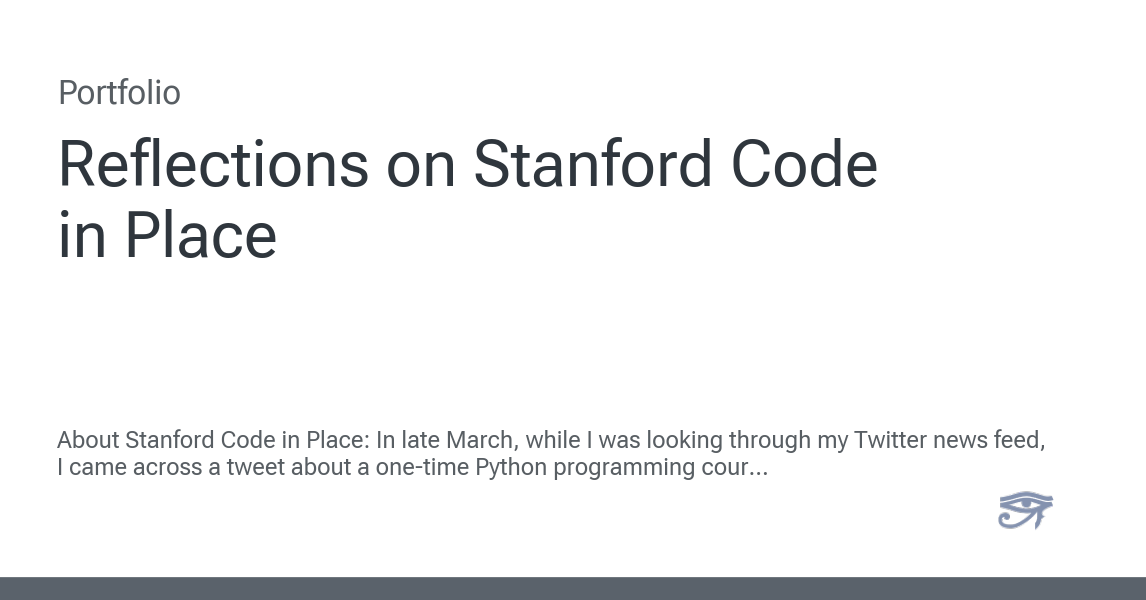 Portfolio
Reflections on Stanford Code
in Place
About Stanford Code in Place: In late March, while I was looking through my Twitter news feed,
I came across a tweet about a one-time Python programming cour...